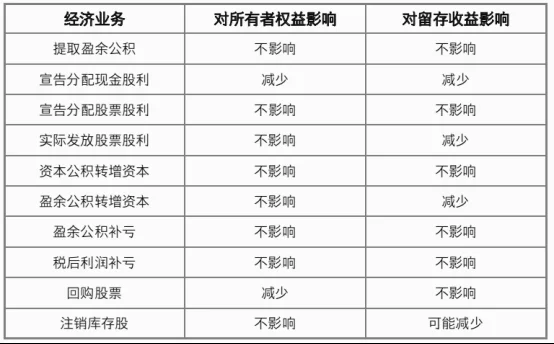 经济业务 对所有者权益影响 对留存收益影响
提取盈余公积 不影响 不影响
宣告分配现金股利 减少 减少
宣告分配股票股利 不影响 不影响
实际发放股票股利 不影响 减少
资本公积转增资本 不影响 不影响
盈余公积转增资本 不影响 减少
盈余公积补亏 不影响 不影响
税后利润补亏 不影响 不影响
回购股票 减少 不影响
注销库存股 不影响 可能减少